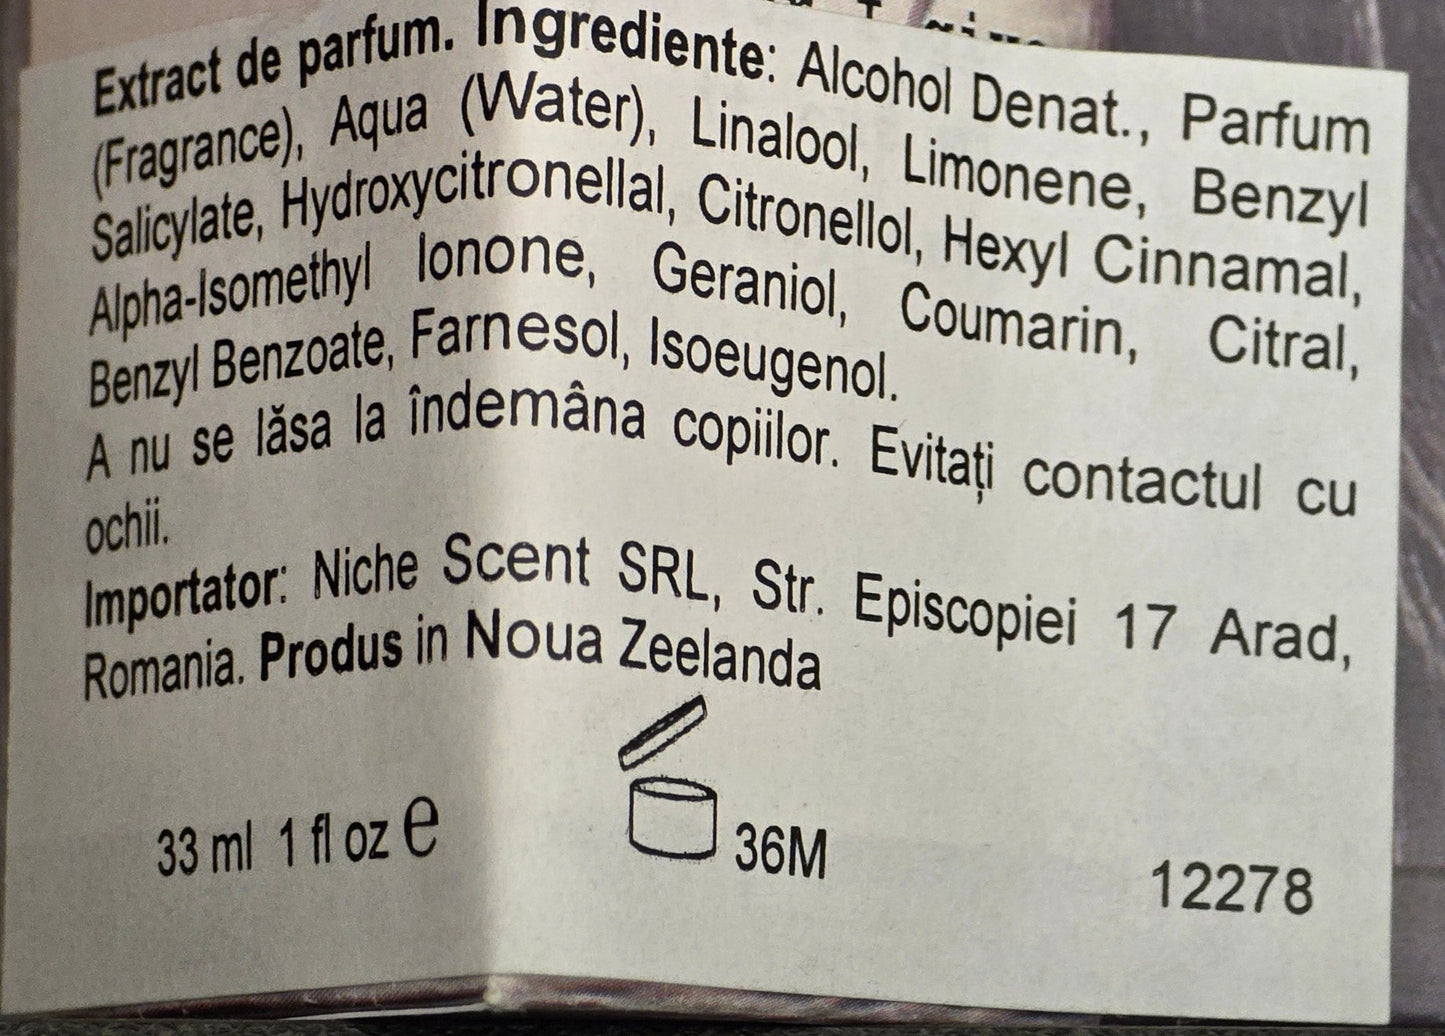 Extract de parfum. Ingrediente: Alcohol Denat., Parfum
(Fragrance), Aqua (Water), Linalool, Limonene, Benzyl
Salicylate, Hydroxycitronellal, Citronellol, Hexyl Cinnamal,
Alpha-Isomethyl Ionone, Geraniol, Coumarin, Citral,
Benzyl Benzoate, Farnesol, Isoeugenol.
A nu se lăsa la îndemâna copiilor. Evitați contactul cu
ochii.
Importator: Niche Scent SRL, Str. Episcopiei 17 Arad,
Romania. Produs in Noua Zeelanda
33 ml 1 fl oz e
36M
12278